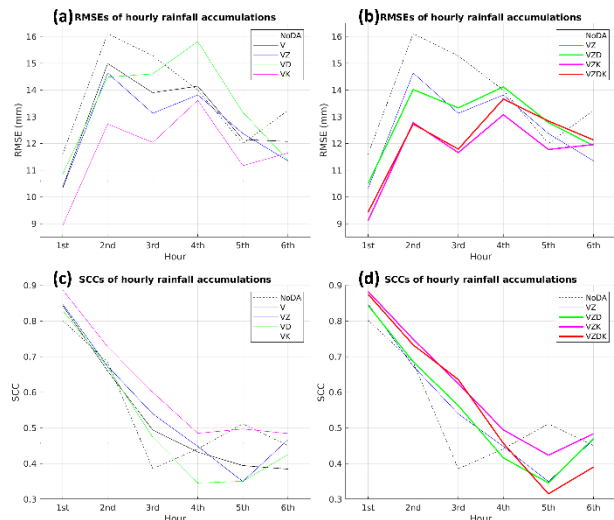 (a) RMSEs of hourly rainfall accumulations
NoDA
V
VZ
VD
VK
16
15
14
13
12
11
10
9
RMSE (mm)
1st 2nd 3rd 4th 5th 6th
Hour
(b) RMSEs of hourly rainfall accumulations
NoDA
VZ
VZD
VZK
VZDK
16
15
14
13
12
11
10
9
RMSE (mm)
1st 2nd 3rd 4th 5th 6th
Hour
(c) SCCs of hourly rainfall accumulations
NoDA
V
VZ
VD
VK
0.9
0.8
0.7
0.6
0.5
0.4
0.3
SCC
1st 2nd 3rd 4th 5th 6th
Hour
(d) SCCs of hourly rainfall accumulations
NoDA
VZ
VZD
VZK
VZDK
0.9
0.8
0.7
0.6
0.5
0.4
0.3
SCC
1st 2nd 3rd 4th 5th 6th
Hour